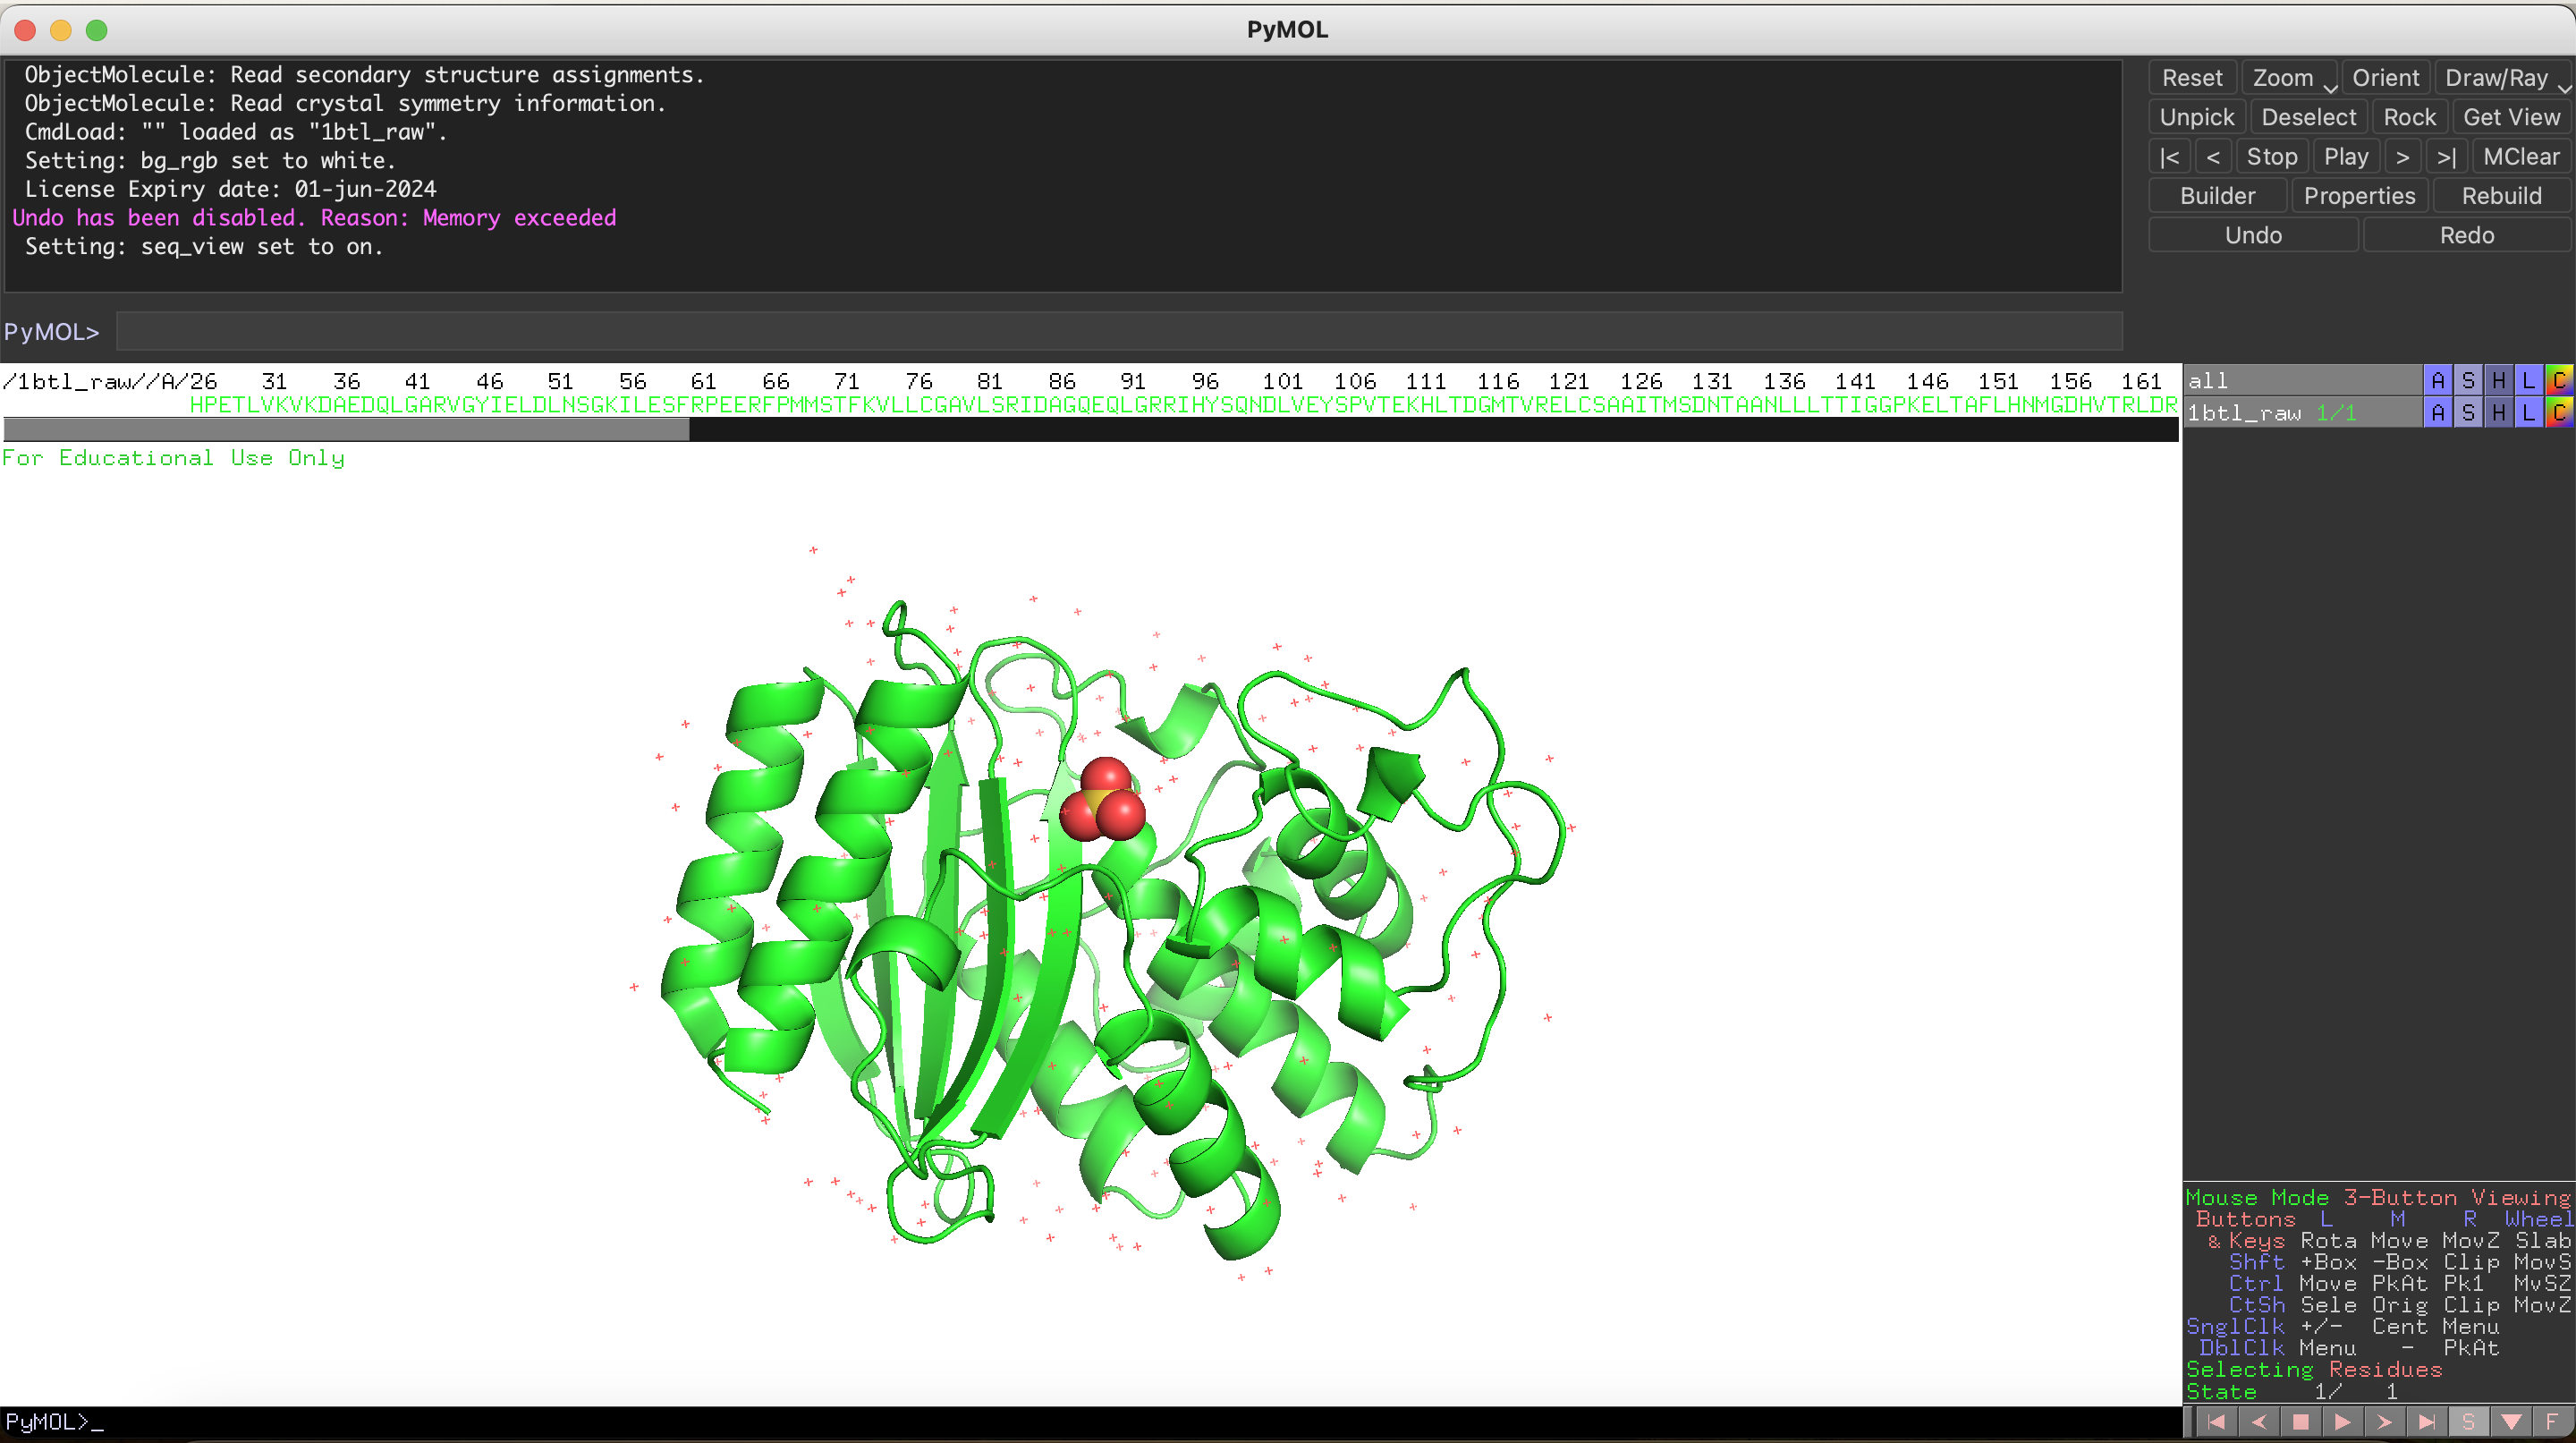 PyMOL
ObjectMolecule: Read secondary structure assignments.
ObjectMolecule: Read crystal symmetry information.
CmdLoad: "" loaded as "1btl_raw".
Setting: bg_rgb set to white.
License Expiry date: 01-jun-2024
Undo has been disabled. Reason: Memory exceeded
Setting: seq_view set to on.
Reset Zoom Orient Draw/Ray
Unpick Deselect Rock Get View
|< < Stop Play > >| MClear
Builder Properties Rebuild
Undo Redo
PyMOL>
/1btl_raw//A/26 31 36 41 46 51 56 61 66 71 76 81 86 91 96 101 106 111 116 121 126 131 136 141 146 151 156 161
HPETLVKVKDAEDQLGARVGYIELDLNSGKILESFRPEERFPMMSTFKVLLCGAVLSRIDAGQEQLGRRIHYSQNDLVEYSPVTEKHLTDGMTVRELCSAAITMSDNTAANLLLTTIGGPKELTAFLHNMGDHVTRLDR
all A S H L C
1btl_raw 1/1 A S H L C
For Educational Use Only
Mouse Mode 3-Button Viewing
Buttons L M R Wheel
& Keys Rota Move MovZ Slab
Shft +Box -Box Clip MovS
Ctrl Move PkAt Pk1 MvSZ
CtSh Sele Orig Clip MovZ
SnglClk +/- Cent Menu
DblClk Menu - PkAt
Selecting Residues
State 1/ 1
PyMOL>_
S F